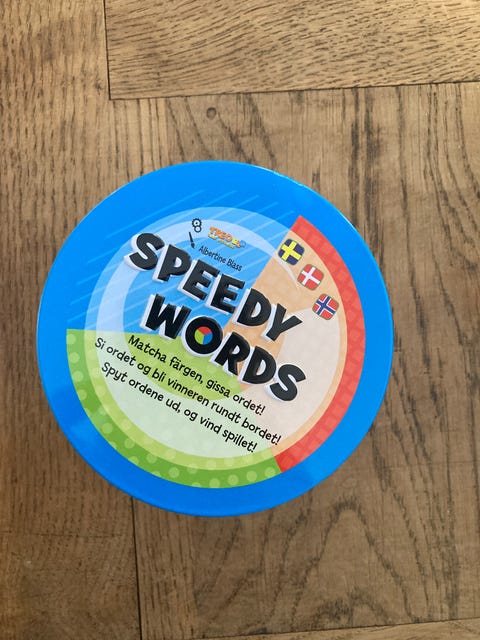 TREO
Albertine Blass
SPEEDY
WORDS
Matcha färgen, gissa ordet!
Si ordet og bli vinneren rundt bordet!
Spyt ordene ud, og vind spillet!